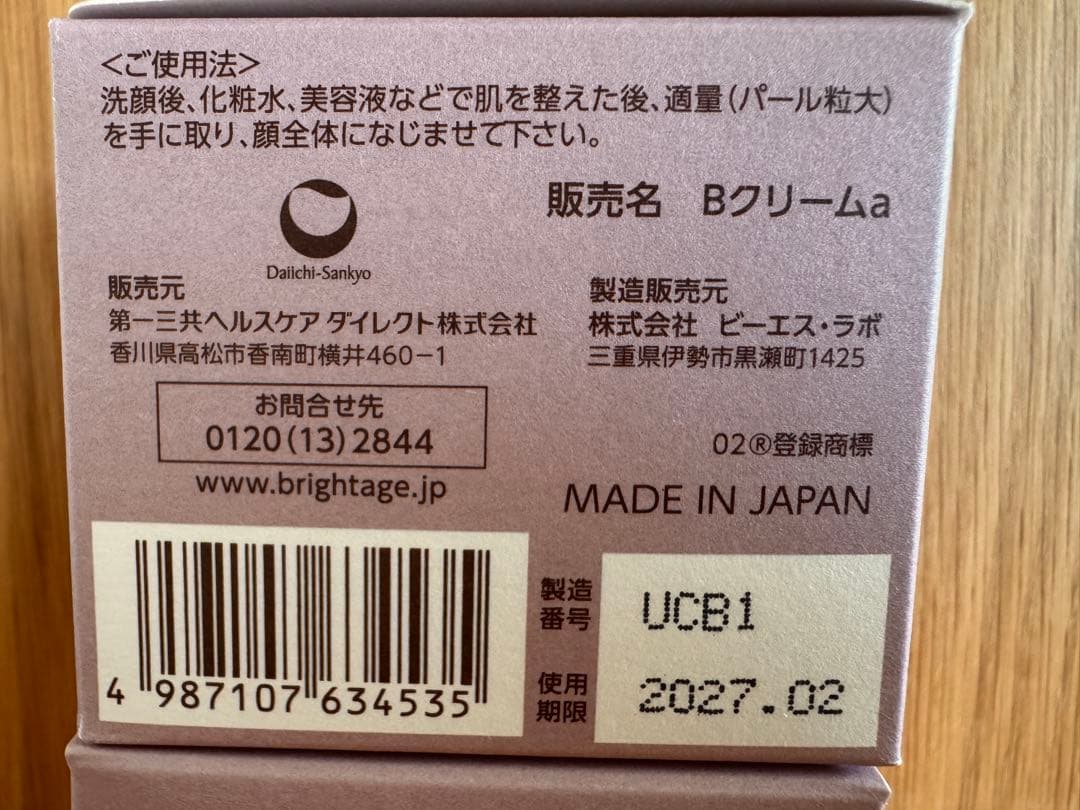 <ご使用法>
洗顔後、化粧水、美容液などで肌を整えた後、適量(パール粒大)
を手に取り、顔全体になじませて下さい。
Daiichi-Sankyo
販売名 Bクリームa
販売元
第一三共ヘルスケア ダイレクト株式会社
香川県高松市香南町横井460-1
製造販売元
株式会社 ビーエス・ラボ
三重県伊勢市黒瀬町1425
お問合せ先
0120(13)2844
www.brightage.jp
02®登録商標
MADE IN JAPAN
4 987107 634535
製造
番号
UCB1
使用
期限
2027.02